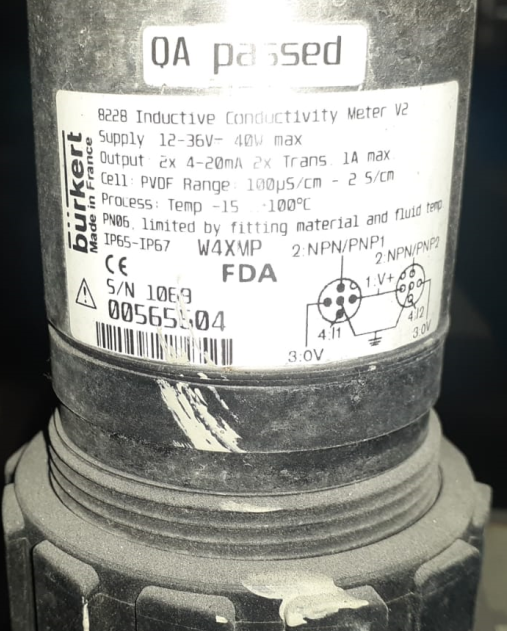 QA passed
bürkert
Made in France
8228 Inductive Conductivity Meter V2
Supply 12-36V- 40W max
Output: 2x 4-20mA 2x Trans. 1A max.
Cell: PVDF Range: 100µS/cm - 2 S/cm
Process: Temp -15 ..100°C
PN06, limited by fitting material and fluid temp.
IP65-IP67 W4XMP
CE FDA
S/N 1069
00565504
2:NPN/PNP1
2:NPN/PNP2
1:V+
4:I1
4:I2
3:0V
3:0V